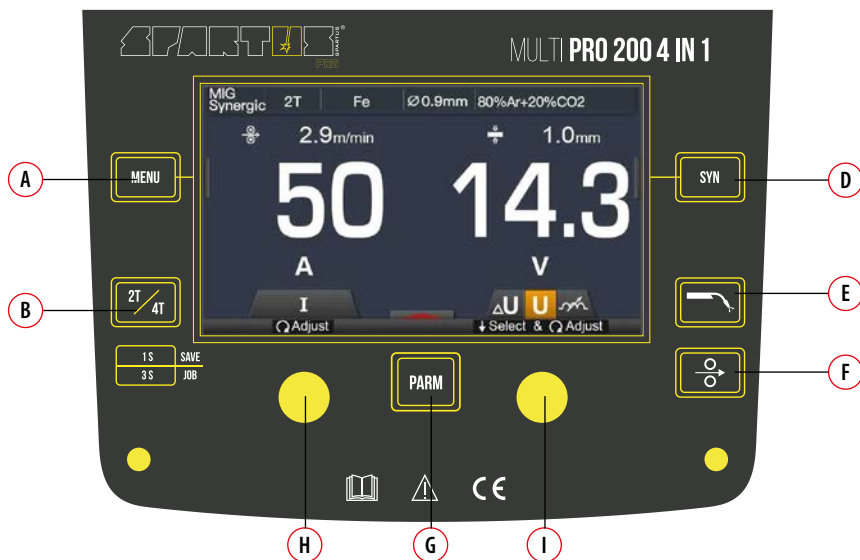 SPARTUS®
SPARTUS
PRO
MULTI PRO 200 4 IN 1
MIG Synergic 2T Fe Ø0.9mm 80%Ar+20%CO2
2.9m/min 1.0mm
50 14.3
A V
I △U U
Adjust Select & Adjust
A MENU
SYN D
B 2T/4T
E
1 S SAVE
3 S JOB
F
PARM
CE
H G I